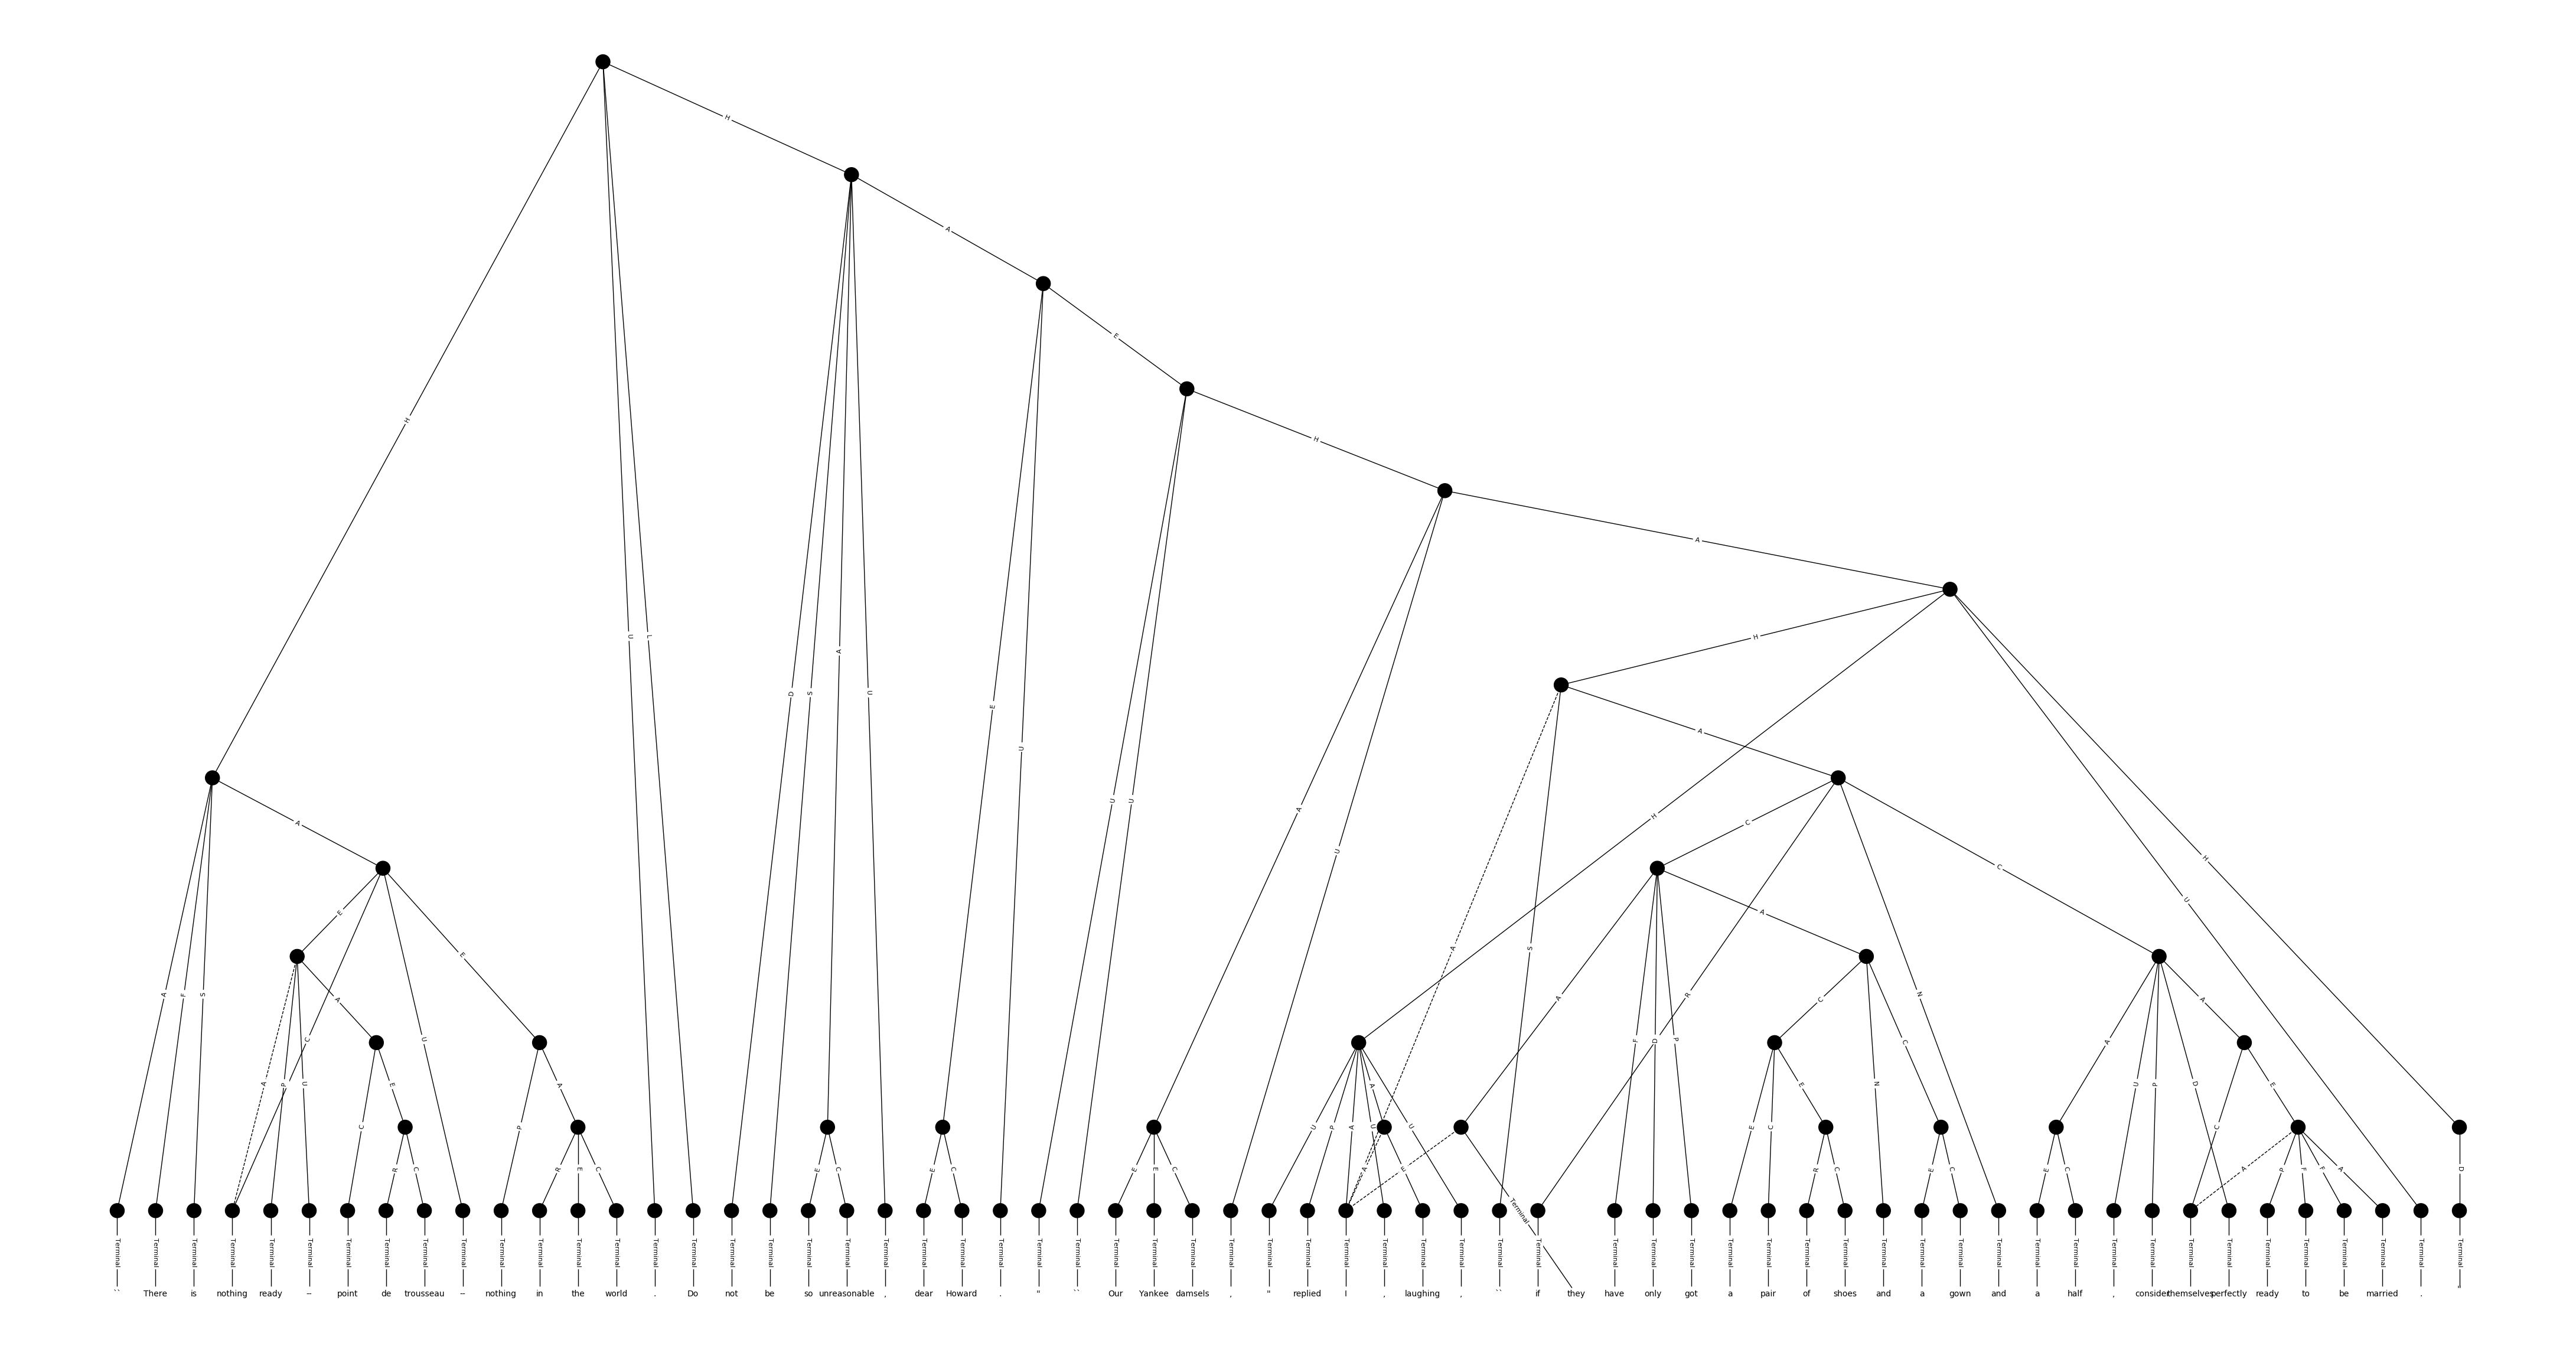 `` There is nothing ready -- point de trousseau -- nothing in the world . Do not be so unreasonable , dear Howard . " `` Our Yankee damsels , " replied I , laughing , `` if they have only got a pair of shoes and a gown and a half , consider themselves perfectly ready to be married . "